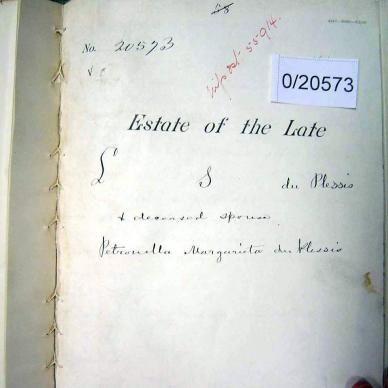 No. 20573
0/20573
Estate of the Late
L S du Plessis
& deceased spouse
Petronella Margarieta du Plessis